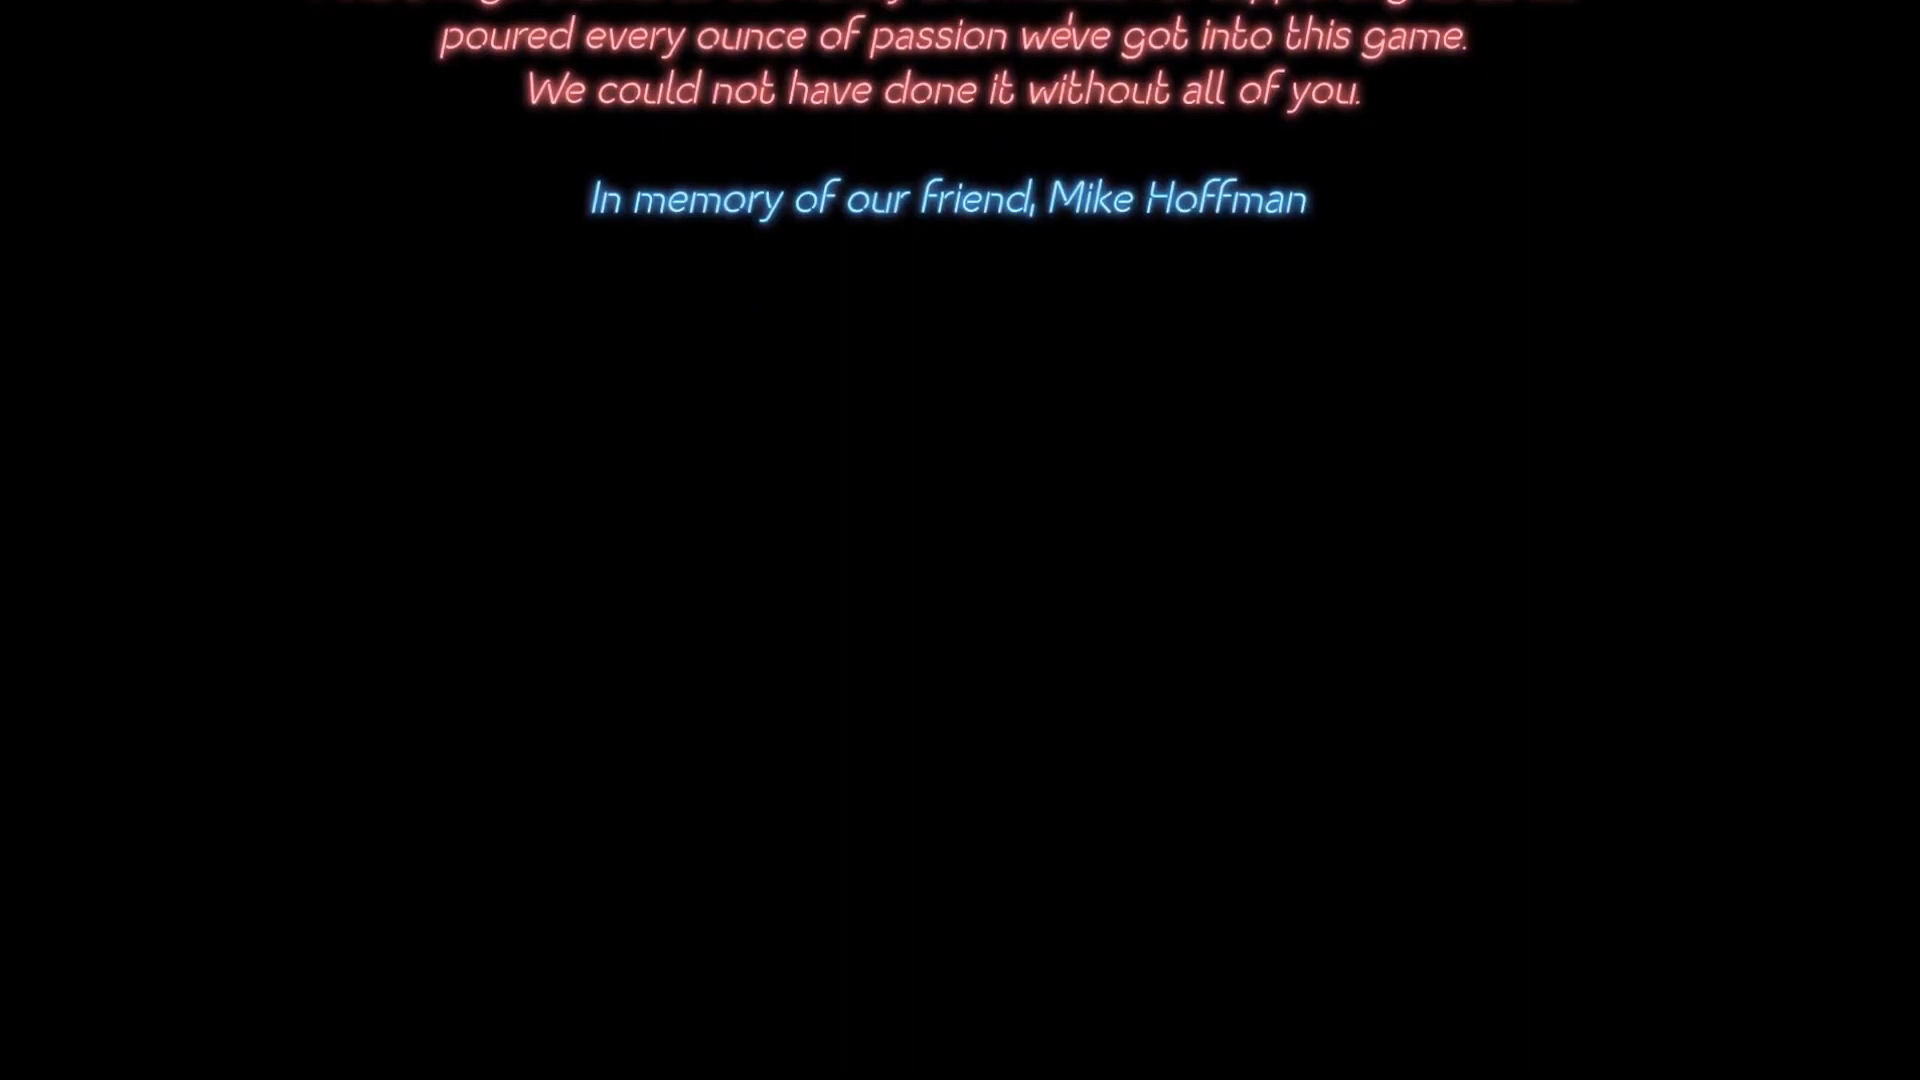 poured every ounce of passion we've got into this game.
We could not have done it without all of you.
In memory of our friend, Mike Hoffman